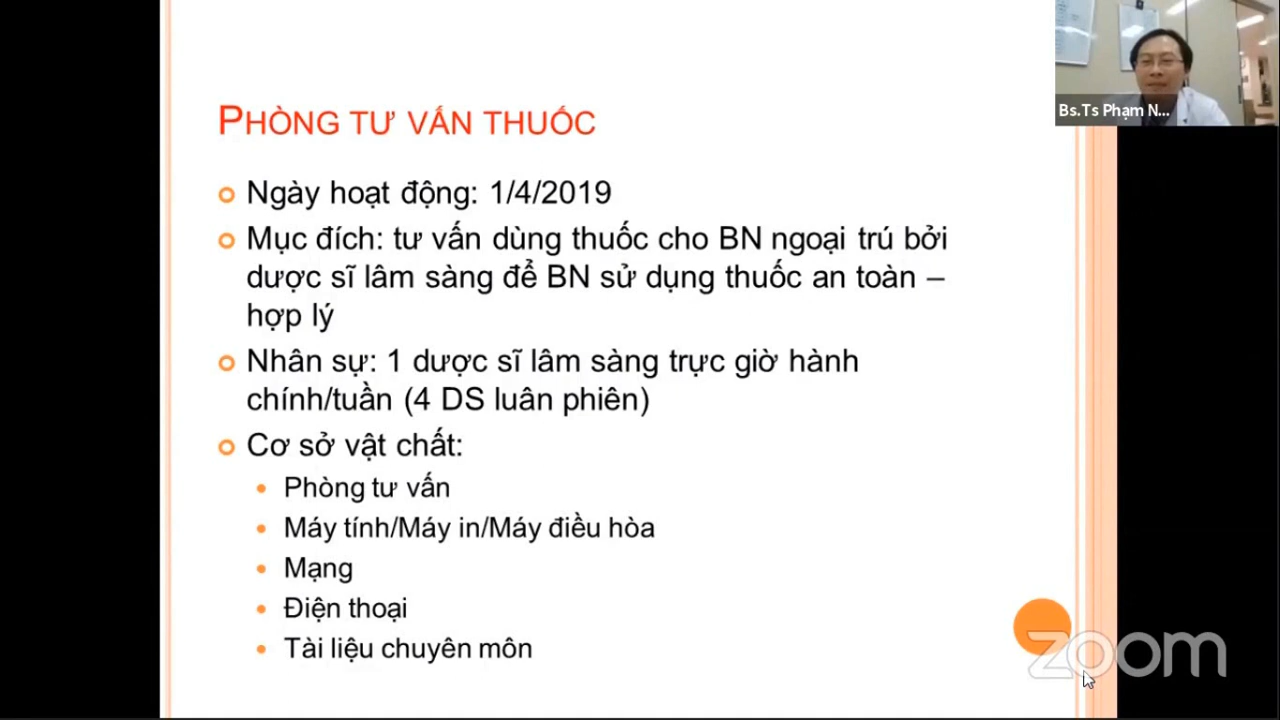 Bs.Ts Phạm N...
PHÒNG TƯ VẤN THUỐC
Ngày hoạt động: 1/4/2019
Mục đích: tư vấn dùng thuốc cho BN ngoại trú bởi
dược sĩ lâm sàng để BN sử dụng thuốc an toàn –
hợp lý
Nhân sự: 1 dược sĩ lâm sàng trực giờ hành
chính/tuần (4 DS luân phiên)
Cơ sở vật chất:
Phòng tư vấn
Máy tính/Máy in/Máy điều hòa
Mạng
Điện thoại
Tài liệu chuyên môn
zoom